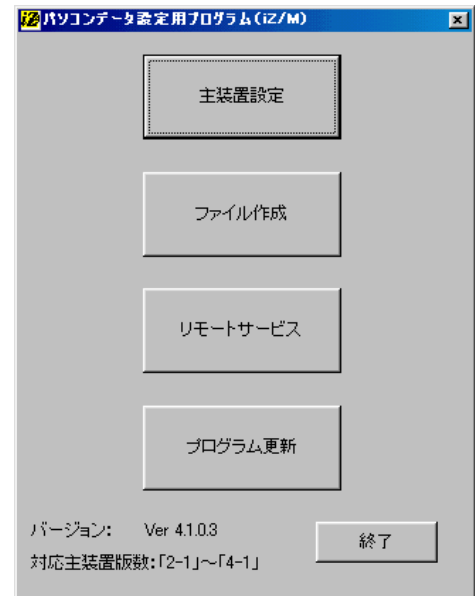 iZ パソコンデータ設定用プログラム(iZ/M)
主装置設定
ファイル作成
リモートサービス
プログラム更新
バージョン: Ver 4.1.0.3
終了
対応主装置版数:「2-1」～「4-1」